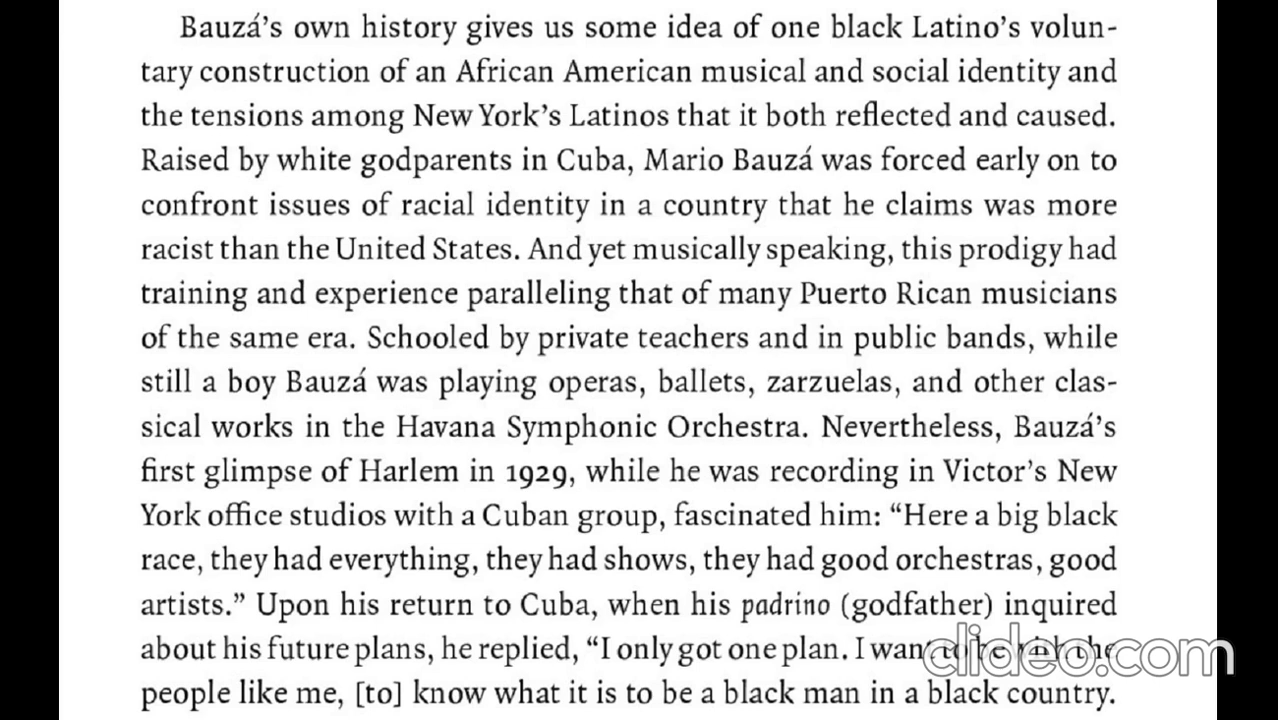 Bauzá’s own history gives us some idea of one black Latino’s volun-
tary construction of an African American musical and social identity and
the tensions among New York’s Latinos that it both reflected and caused.
Raised by white godparents in Cuba, Mario Bauzá was forced early on to
confront issues of racial identity in a country that he claims was more
racist than the United States. And yet musically speaking, this prodigy had
training and experience paralleling that of many Puerto Rican musicians
of the same era. Schooled by private teachers and in public bands, while
still a boy Bauzá was playing operas, ballets, zarzuelas, and other clas-
sical works in the Havana Symphonic Orchestra. Nevertheless, Bauzá’s
first glimpse of Harlem in 1929, while he was recording in Victor’s New
York office studios with a Cuban group, fascinated him: “Here a big black
race, they had everything, they had shows, they had good orchestras, good
artists.” Upon his return to Cuba, when his padrino (godfather) inquired
about his future plans, he replied, “I only got one plan. I want to be with the
people like me, [to] know what it is to be a black man in a black country.
clideo.com